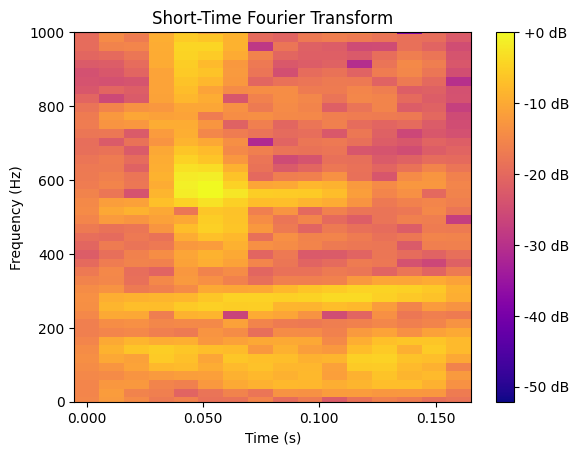 Short-Time Fourier Transform
Frequency (Hz)
1000
800
600
400
200
0
0.000
0.050
0.100
0.150
Time (s)
+0 dB
-10 dB
-20 dB
-30 dB
-40 dB
-50 dB